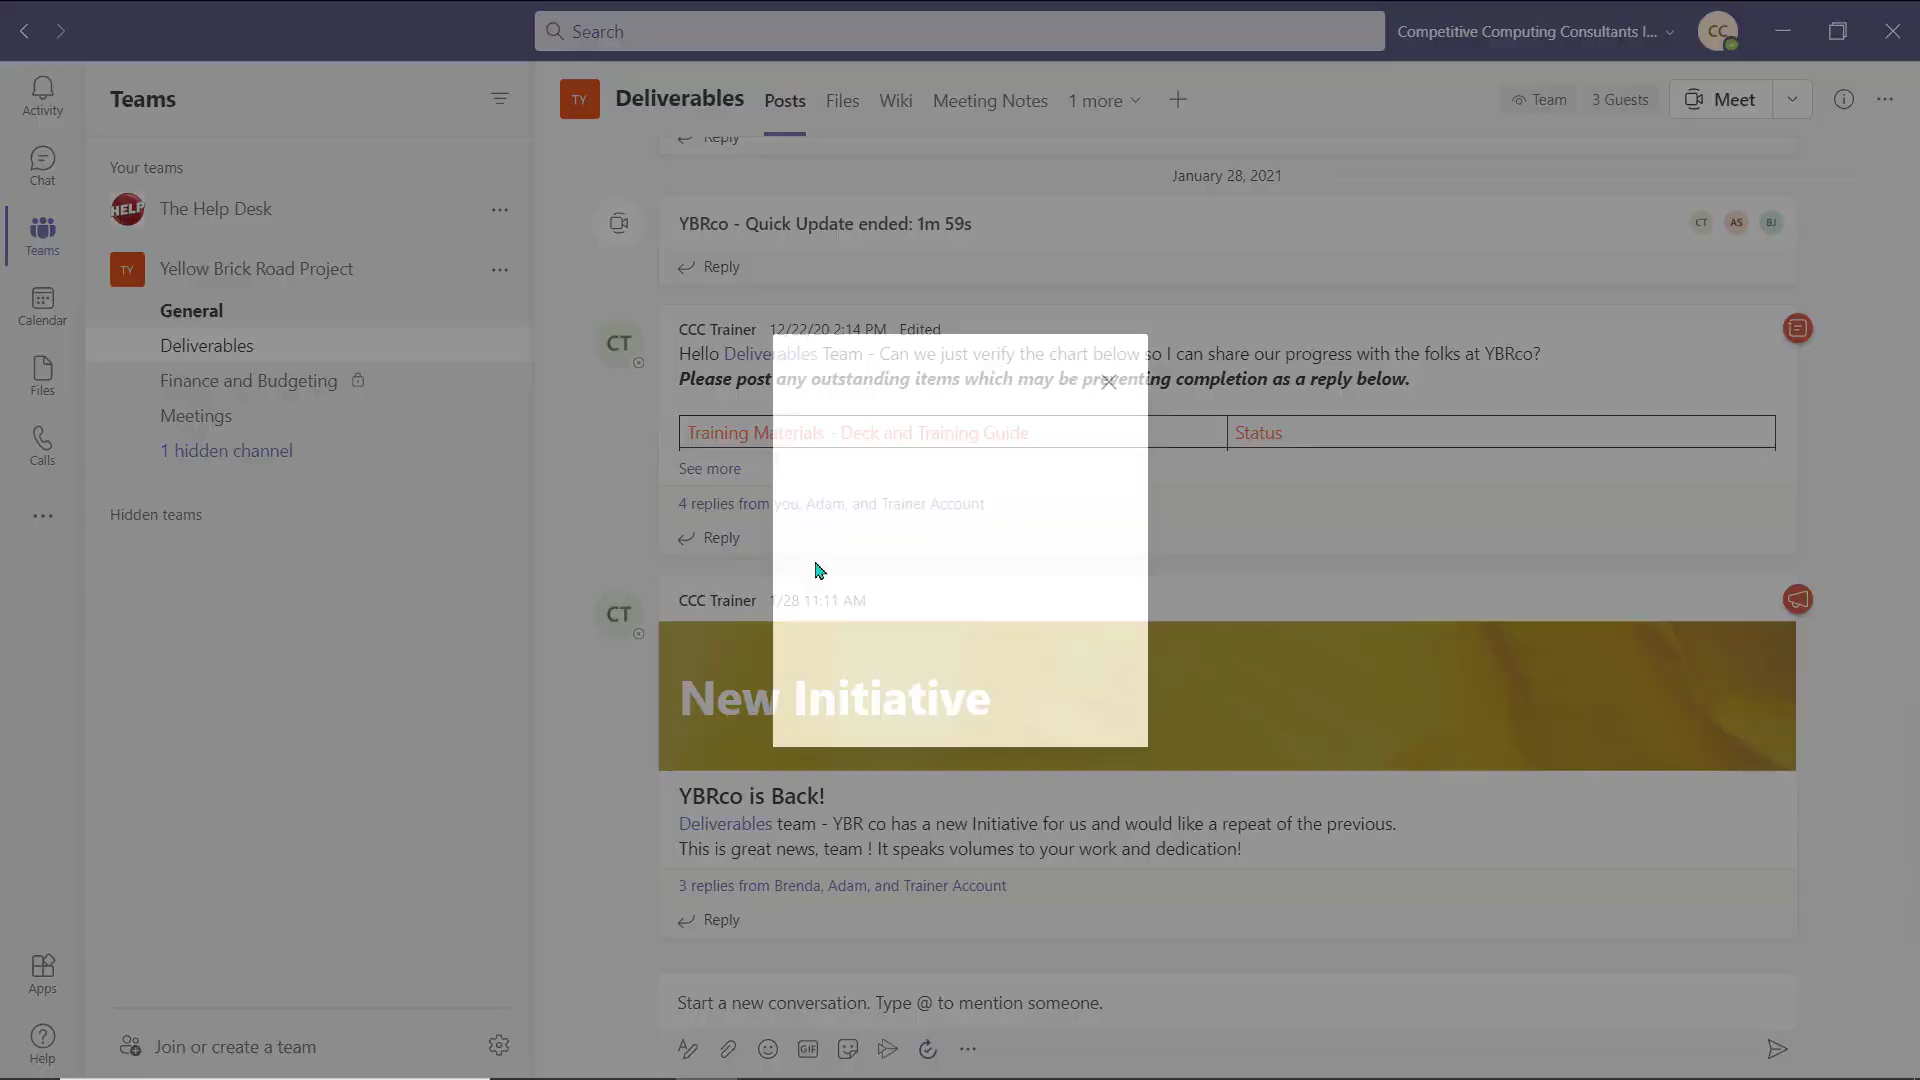 Search
Competitive Computing Consultants I...
CC
Activity
Chat
Teams
Calendar
Files
Calls
Apps
Help
Teams
Your teams
HELP
The Help Desk
TY
Yellow Brick Road Project
General
Deliverables
Finance and Budgeting
Meetings
1 hidden channel
Hidden teams
Join or create a team
TY
Deliverables
Posts
Files
Wiki
Meeting Notes
1 more
Team
3 Guests
Meet
Reply
January 28, 2021
YBRco - Quick Update ended: 1m 59s
CT
AS
BJ
Reply
CT
CCC Trainer 12/22/20 2:14 PM Edited
Hello Deliverables Team - Can we just verify the chart below so I can share our progress with the folks at YBRco?
Please post any outstanding items which may be preventing completion as a reply below.
Training Materials - Deck and Training Guide
Status
See more
4 replies from you, Adam, and Trainer Account
Reply
CT
CCC Trainer 1/28 11:11 AM
New Initiative
YBRco is Back!
Deliverables team - YBR co has a new Initiative for us and would like a repeat of the previous.
This is great news, team ! It speaks volumes to your work and dedication!
3 replies from Brenda, Adam, and Trainer Account
Reply
Start a new conversation. Type @ to mention someone.
GIF